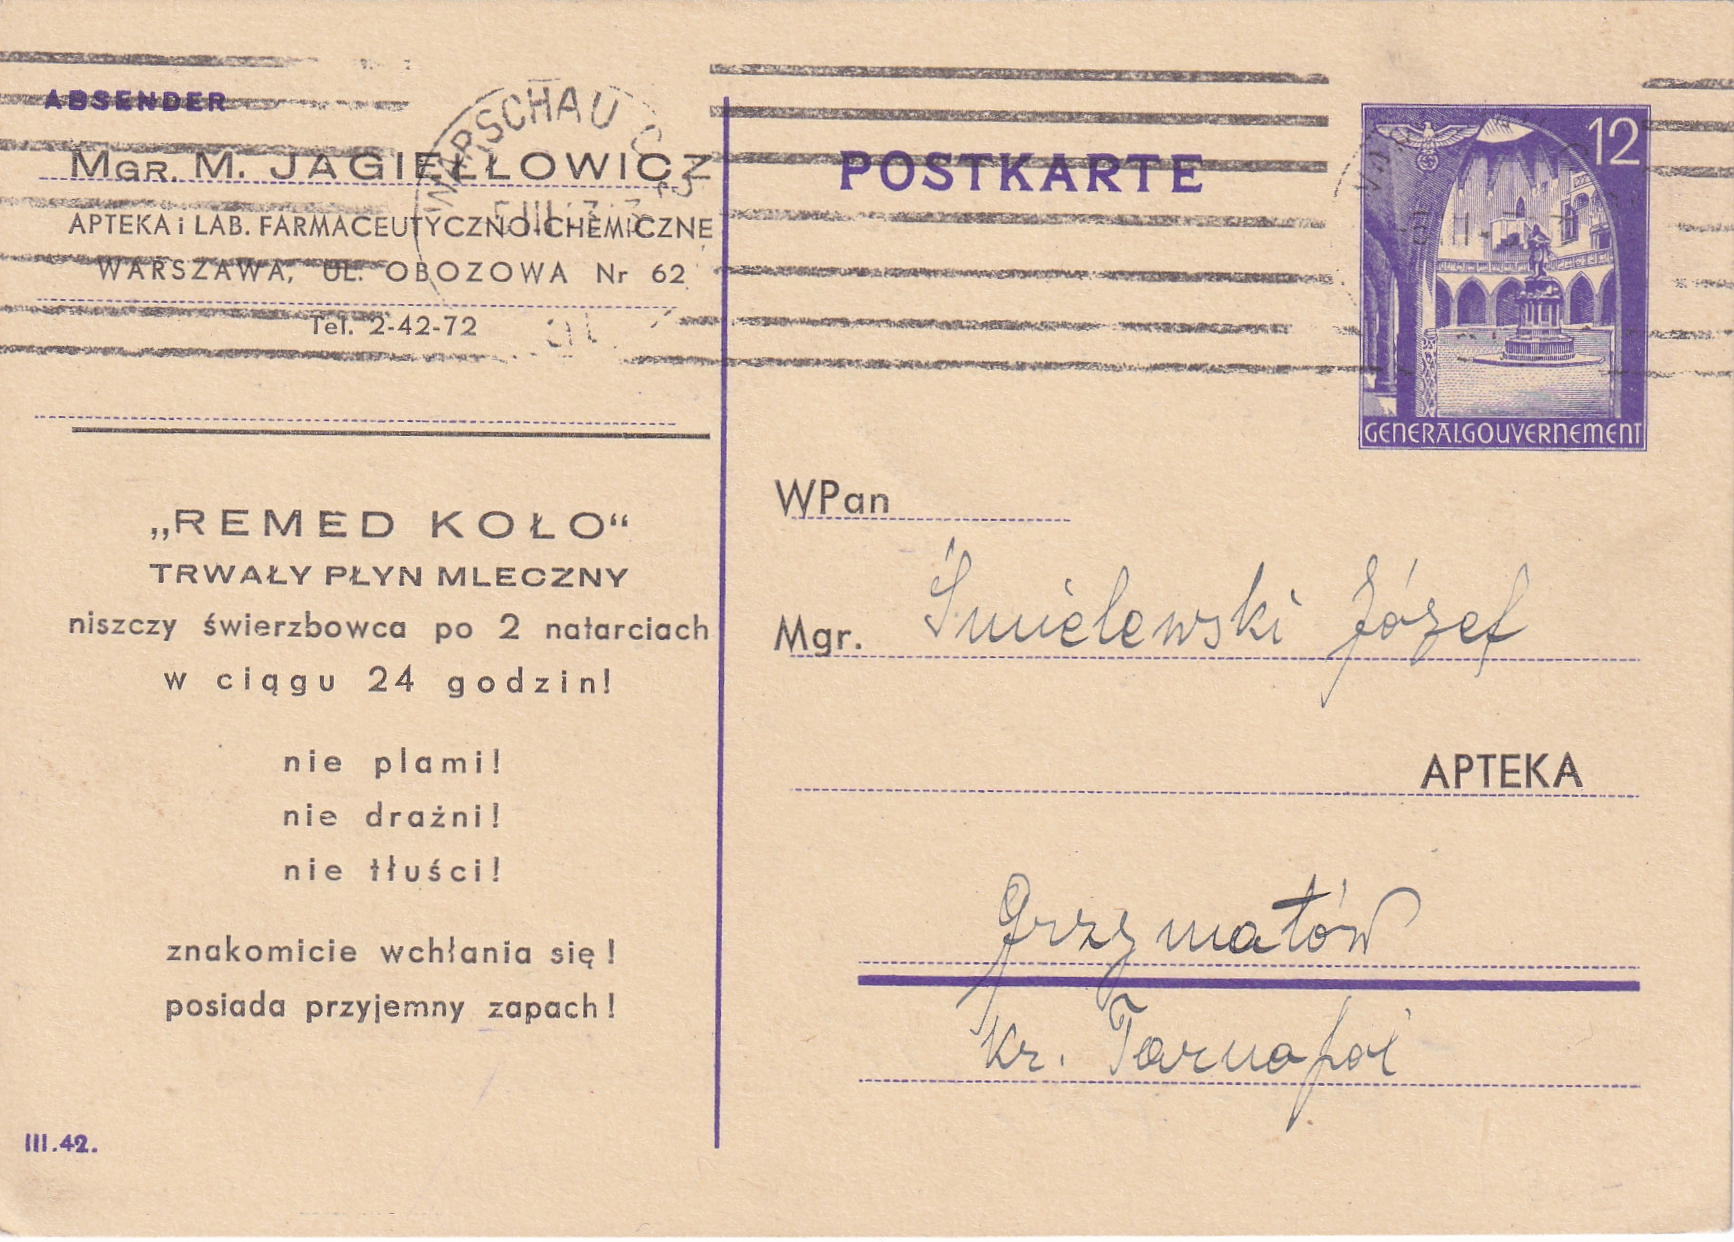 ABSENDER
MGR. M. JAGIEŁŁOWICZ
APTEKA i LAB. FARMACEUTYCZNO-CHEMICZNE
WARSZAWA, UL. OBOZOWA Nr 62
Tel. 2-42-72
WARSCHAU C
„REMED KOŁO“
TRWAŁY PŁYN MLECZNY
niszczy świerzbowca po 2 natarciach
w ciągu 24 godzin!
nie plami!
nie drażni!
nie tłuści!
znakomicie wchłania się!
posiada przyjemny zapach!
III.42.
POSTKARTE
12
GENERALGOUVERNEMENT
WPan
Mgr. Śmielewski Józef
APTEKA
Grzymałów
Kr. Tarnopol